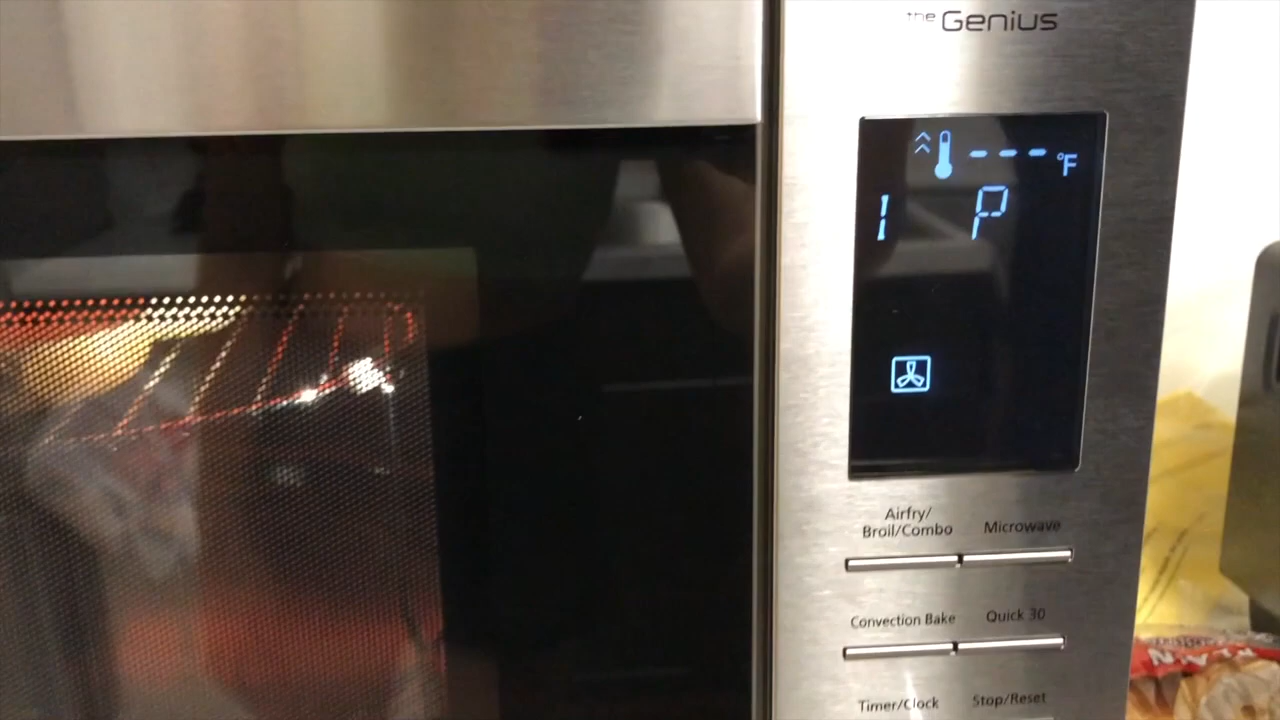 the Genius
- - - °F
1 P
Airfry/
Broil/Combo
Microwave
Convection Bake
Quick 30
Timer/Clock
Stop/Reset